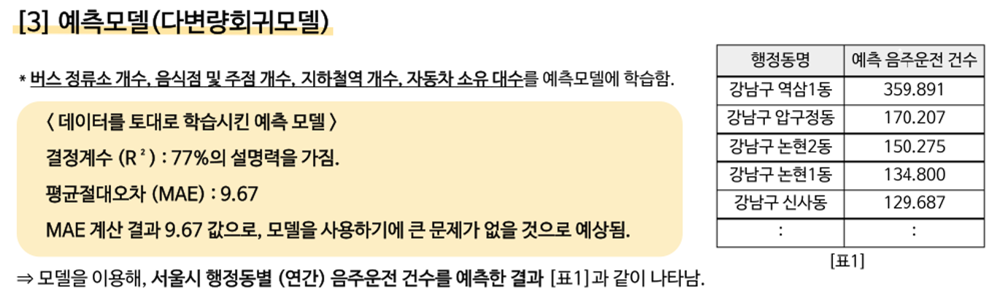 [3] 예측모델(다변량회귀모델)
* 버스 정류소 개수, 음식점 및 주점 개수, 지하철역 개수, 자동차 소유 대수를 예측모델에 학습함.
< 데이터를 토대로 학습시킨 예측 모델 >
결정계수 (R²) : 77%의 설명력을 가짐.
평균절대오차 (MAE) : 9.67
MAE 계산 결과 9.67 값으로, 모델을 사용하기에 큰 문제가 없을 것으로 예상됨.
⇒ 모델을 이용해, 서울시 행정동별 (연간) 음주운전 건수를 예측한 결과 [표1]과 같이 나타남.
행정동명 예측 음주운전 건수
강남구 역삼1동 359.891
강남구 압구정동 170.207
강남구 논현2동 150.275
강남구 논현1동 134.800
강남구 신사동 129.687
: :
[표1]